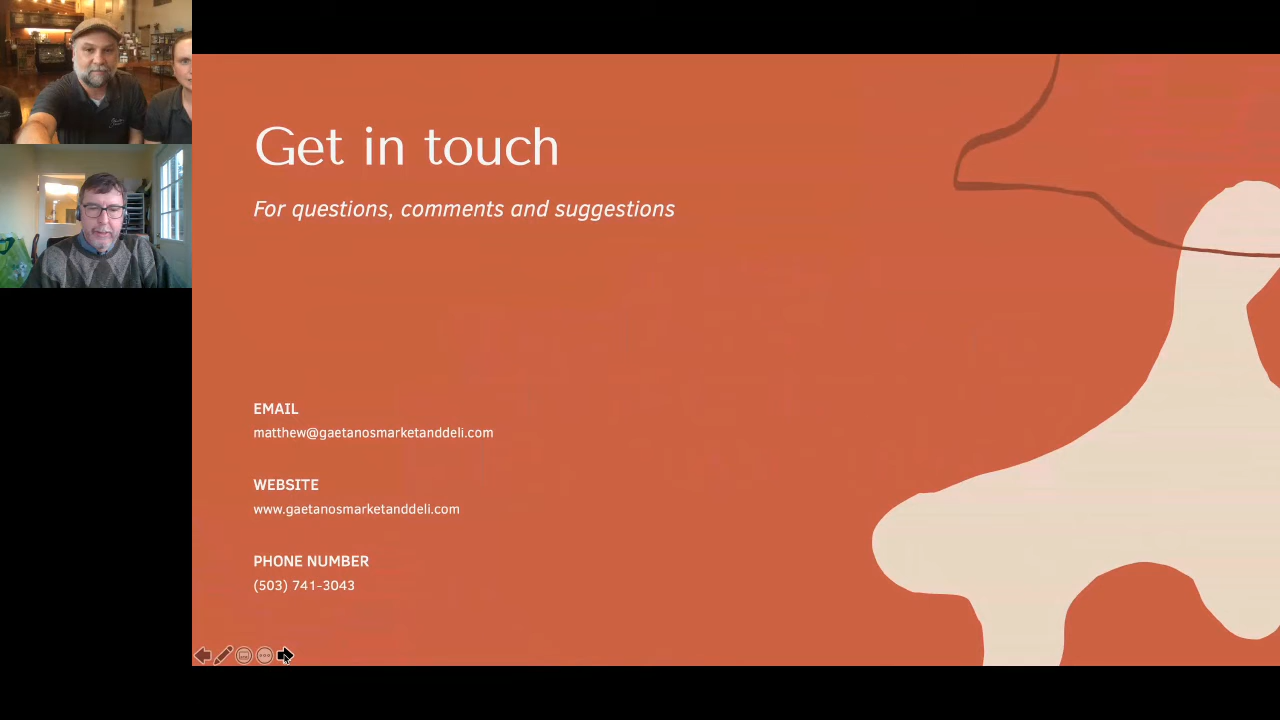 Get in touch
For questions, comments and suggestions
EMAIL
matthew@gaetanosmarketanddeli.com
WEBSITE
www.gaetanosmarketanddeli.com
PHONE NUMBER
(503) 741-3043